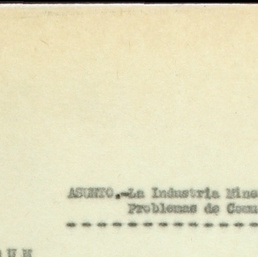 ASUNTO.-La Industria Mine
Problemas de Comu
U M